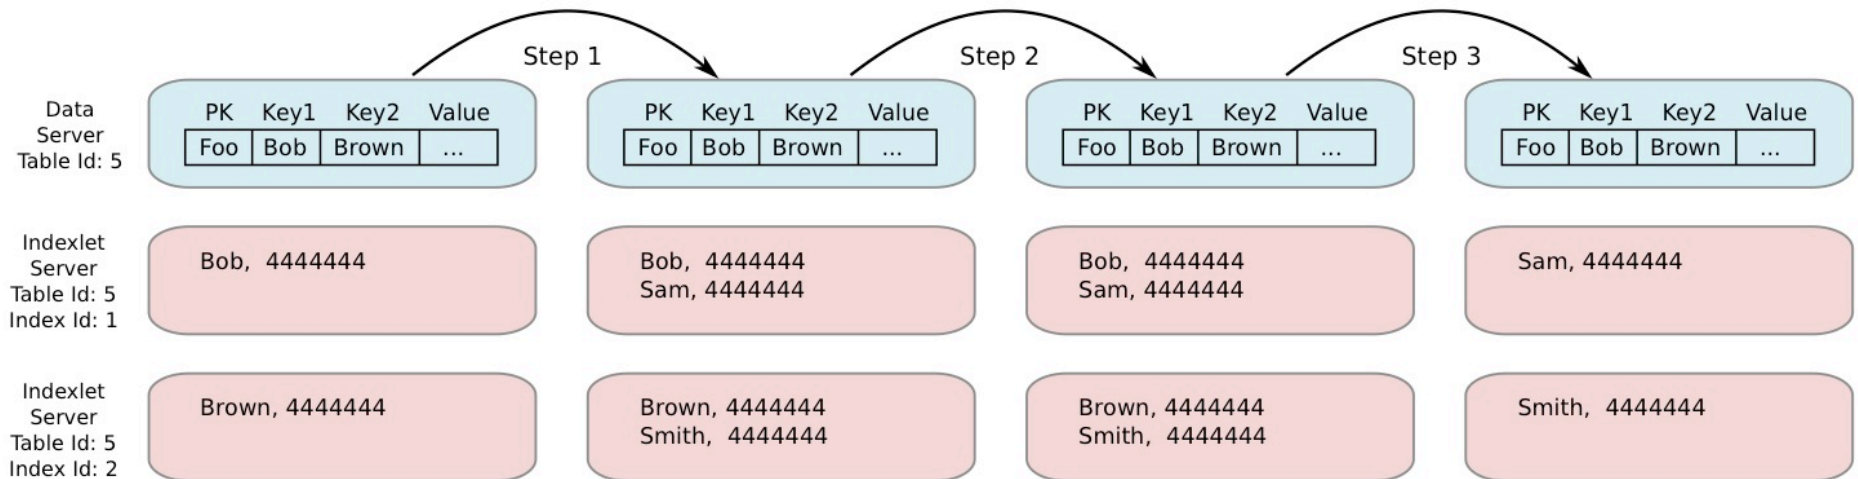 Step 1 Step 2 Step 3
Data
Server
Table Id: 5
PK Key1 Key2 Value
Foo Bob Brown ...
PK Key1 Key2 Value
Foo Bob Brown ...
PK Key1 Key2 Value
Foo Bob Brown ...
PK Key1 Key2 Value
Foo Bob Brown ...
Indexlet
Server
Table Id: 5
Index Id: 1
Bob, 4444444
Bob, 4444444
Sam, 4444444
Bob, 4444444
Sam, 4444444
Sam, 4444444
Indexlet
Server
Table Id: 5
Index Id: 2
Brown, 4444444
Brown, 4444444
Smith, 4444444
Brown, 4444444
Smith, 4444444
Smith, 4444444